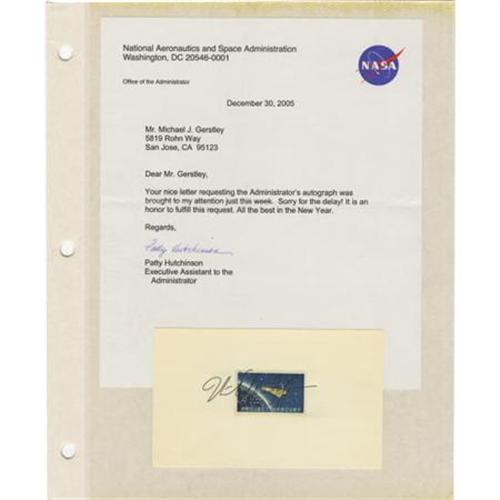 National Aeronautics and Space Administration
Washington, DC 20546-0001
NASA
Office of the Administrator
December 30, 2005
Mr. Michael J. Gerstley
5819 Rohn Way
San Jose, CA 95123
Dear Mr. Gerstley,
Your nice letter requesting the Administrator's autograph was
brought to my attention just this week. Sorry for the delay! It is an
honor to fulfill this request. All the best in the New Year.
Regards,
Patty Hutchinson
Patty Hutchinson
Executive Assistant to the
Administrator
PROJECT MERCURY